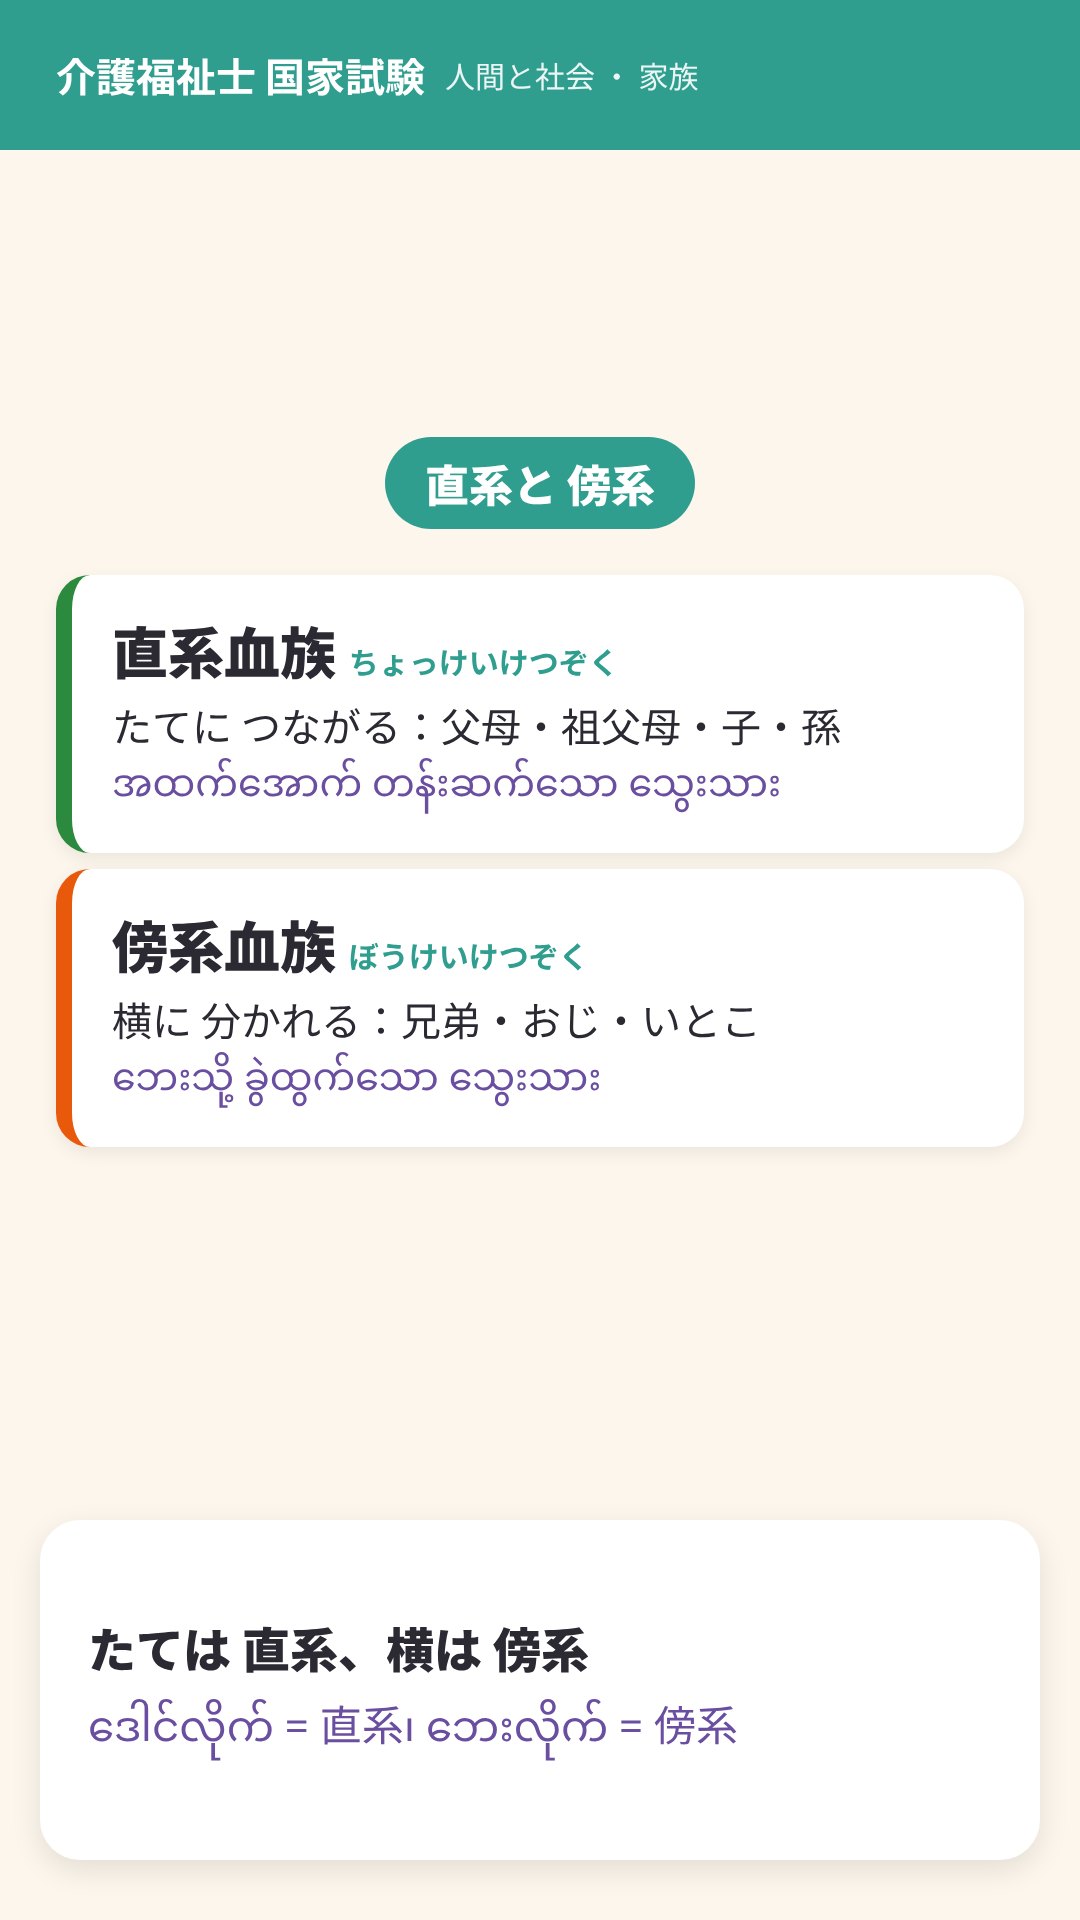 介護福祉士 国家試験 人間と社会 ・ 家族
直系と 傍系
直系血族 ちょっけいけつぞく
たてに つながる：父母・祖父母・子・孫
အထက်အောက် တန်းဆက်သော သွေးသား
傍系血族 ぼうけいけつぞく
横に 分かれる：兄弟・おじ・いとこ
ဘေးသို့ ခွဲထွက်သော သွေးသား
たては 直系、横は 傍系
ဒေါင်လိုက် = 直系၊ ဘေးလိုက် = 傍系